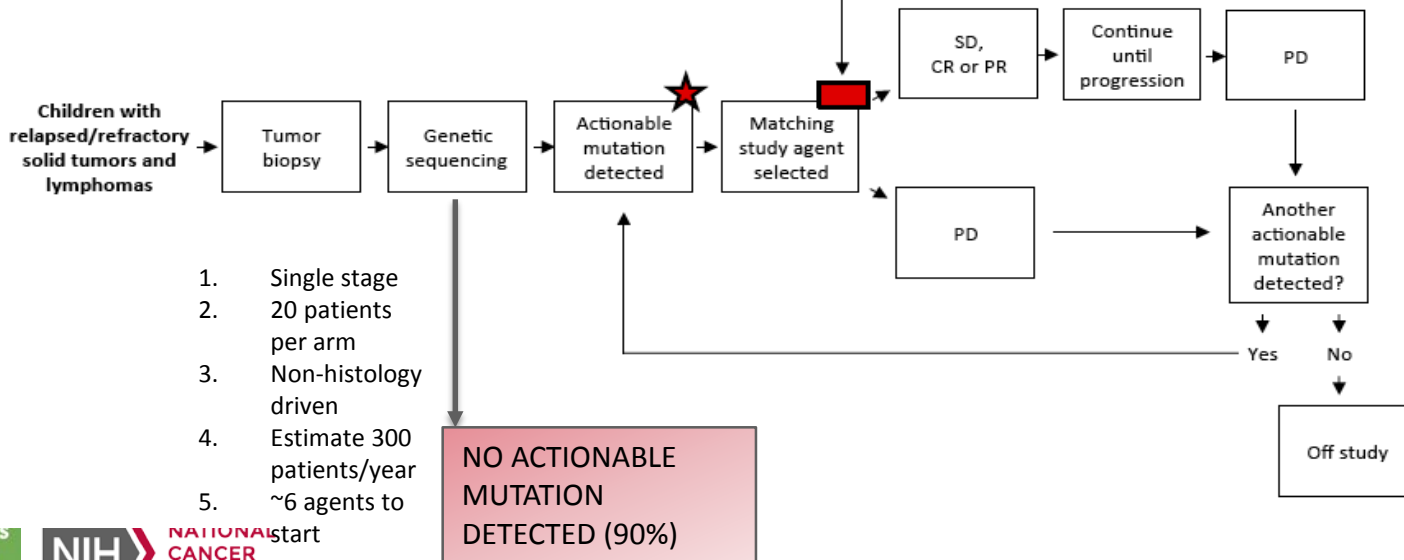 Children with
relapsed/refractory
solid tumors and
lymphomas
Tumor
biopsy
Genetic
sequencing
Actionable
mutation
detected
Matching
study agent
selected
SD,
CR or PR
Continue
until
progression
PD
PD
Another
actionable
mutation
detected?
Yes
No
Off study
1. Single stage
2. 20 patients
per arm
3. Non-histology
driven
4. Estimate 300
patients/year
5. ~6 agents to
start
NO ACTIONABLE
MUTATION
DETECTED (90%)
NIH
NATIONAL
CANCER